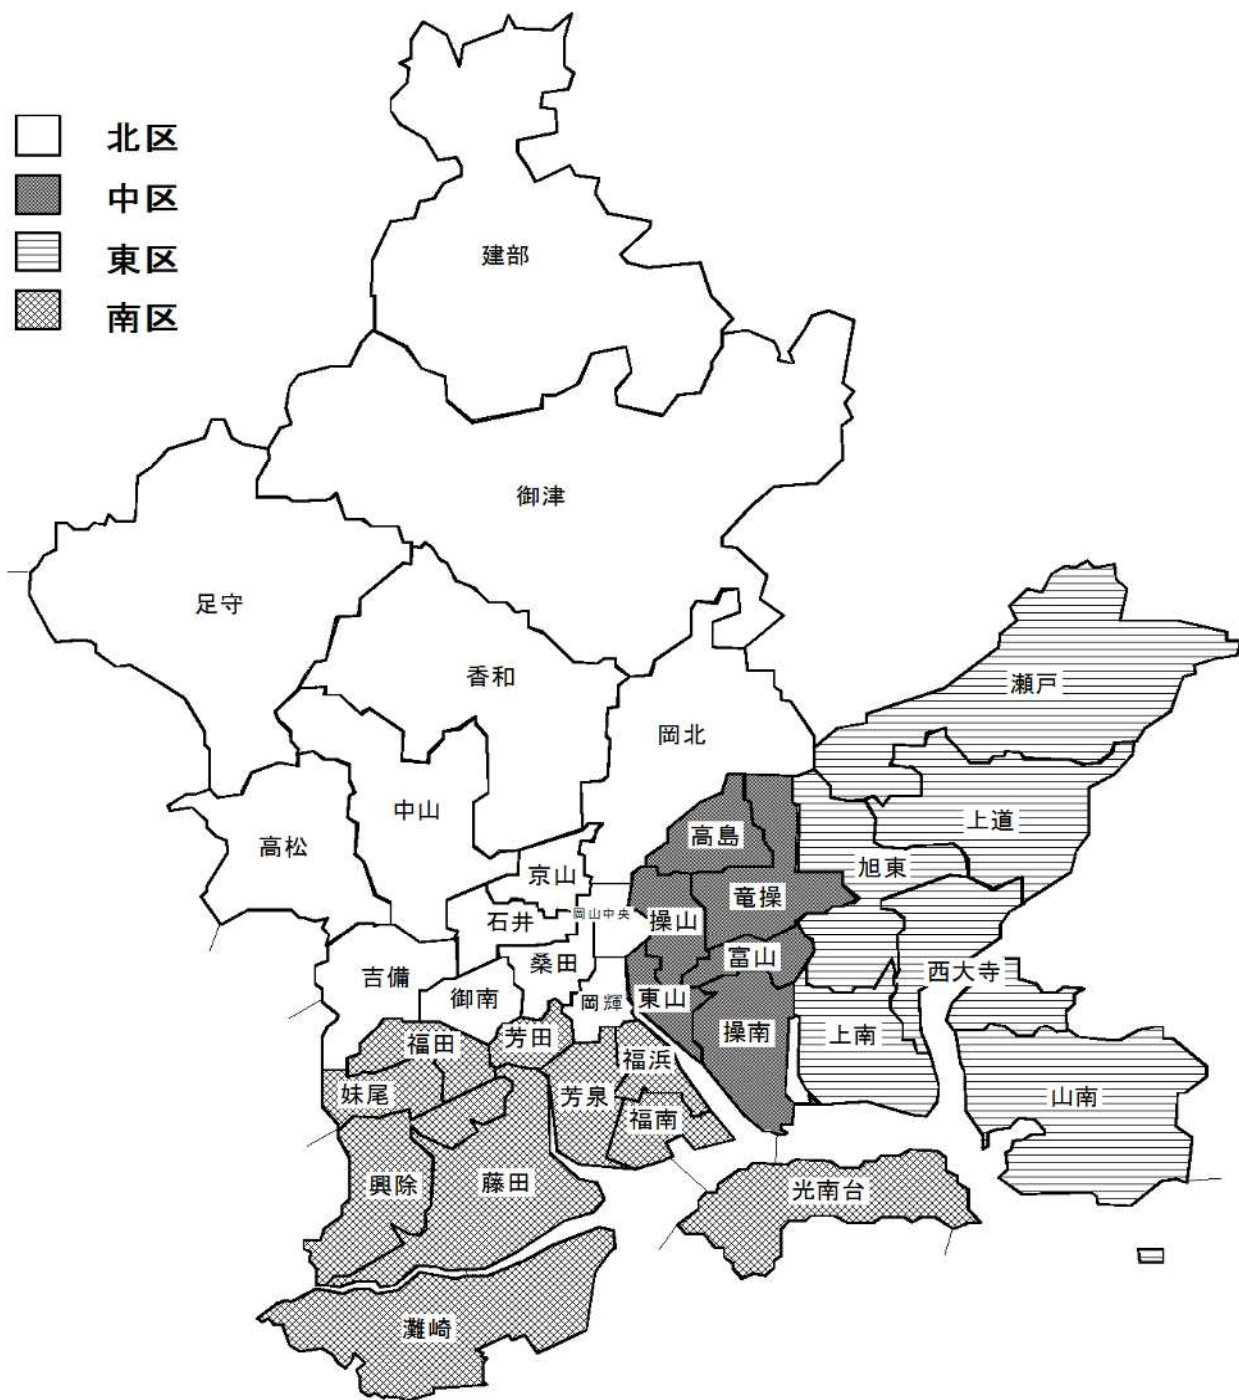 北区
中区
東区
南区
建部
御津
足守
香和
瀬戸
岡北
中山
上道
高島
高松
旭東
京山
竜操
岡山中央
石井
操山
富山
桑田
西大寺
吉備
御南
岡輝
東山
操南
上南
芳田
福田
福浜
妹尾
芳泉
山南
福南
興除
藤田
光南台
灘崎